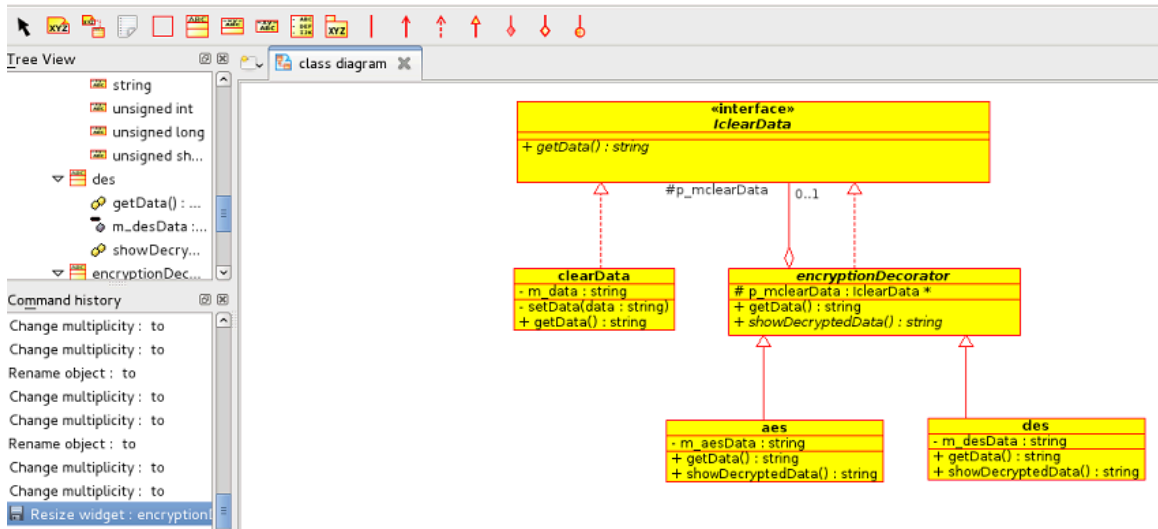 XYZ
XYZ
Tree View
string
unsigned int
unsigned long
unsigned sh...
des
getData() : ...
m_desData :...
showDecry...
encryptionDec...
Command history
Change multiplicity : to
Change multiplicity : to
Rename object : to
Change multiplicity : to
Change multiplicity : to
Rename object : to
Change multiplicity : to
Change multiplicity : to
Resize widget : encryption
class diagram
«interface»
IclearData
+ getData() : string
#p_mclearData
0..1
clearData
- m_data : string
- setData(data : string)
+ getData() : string
encryptionDecorator
# p_mclearData : IclearData *
+ getData() : string
+ showDecryptedData() : string
aes
- m_aesData : string
+ getData() : string
+ showDecryptedData() : string
des
- m_desData : string
+ getData() : string
+ showDecryptedData() : string